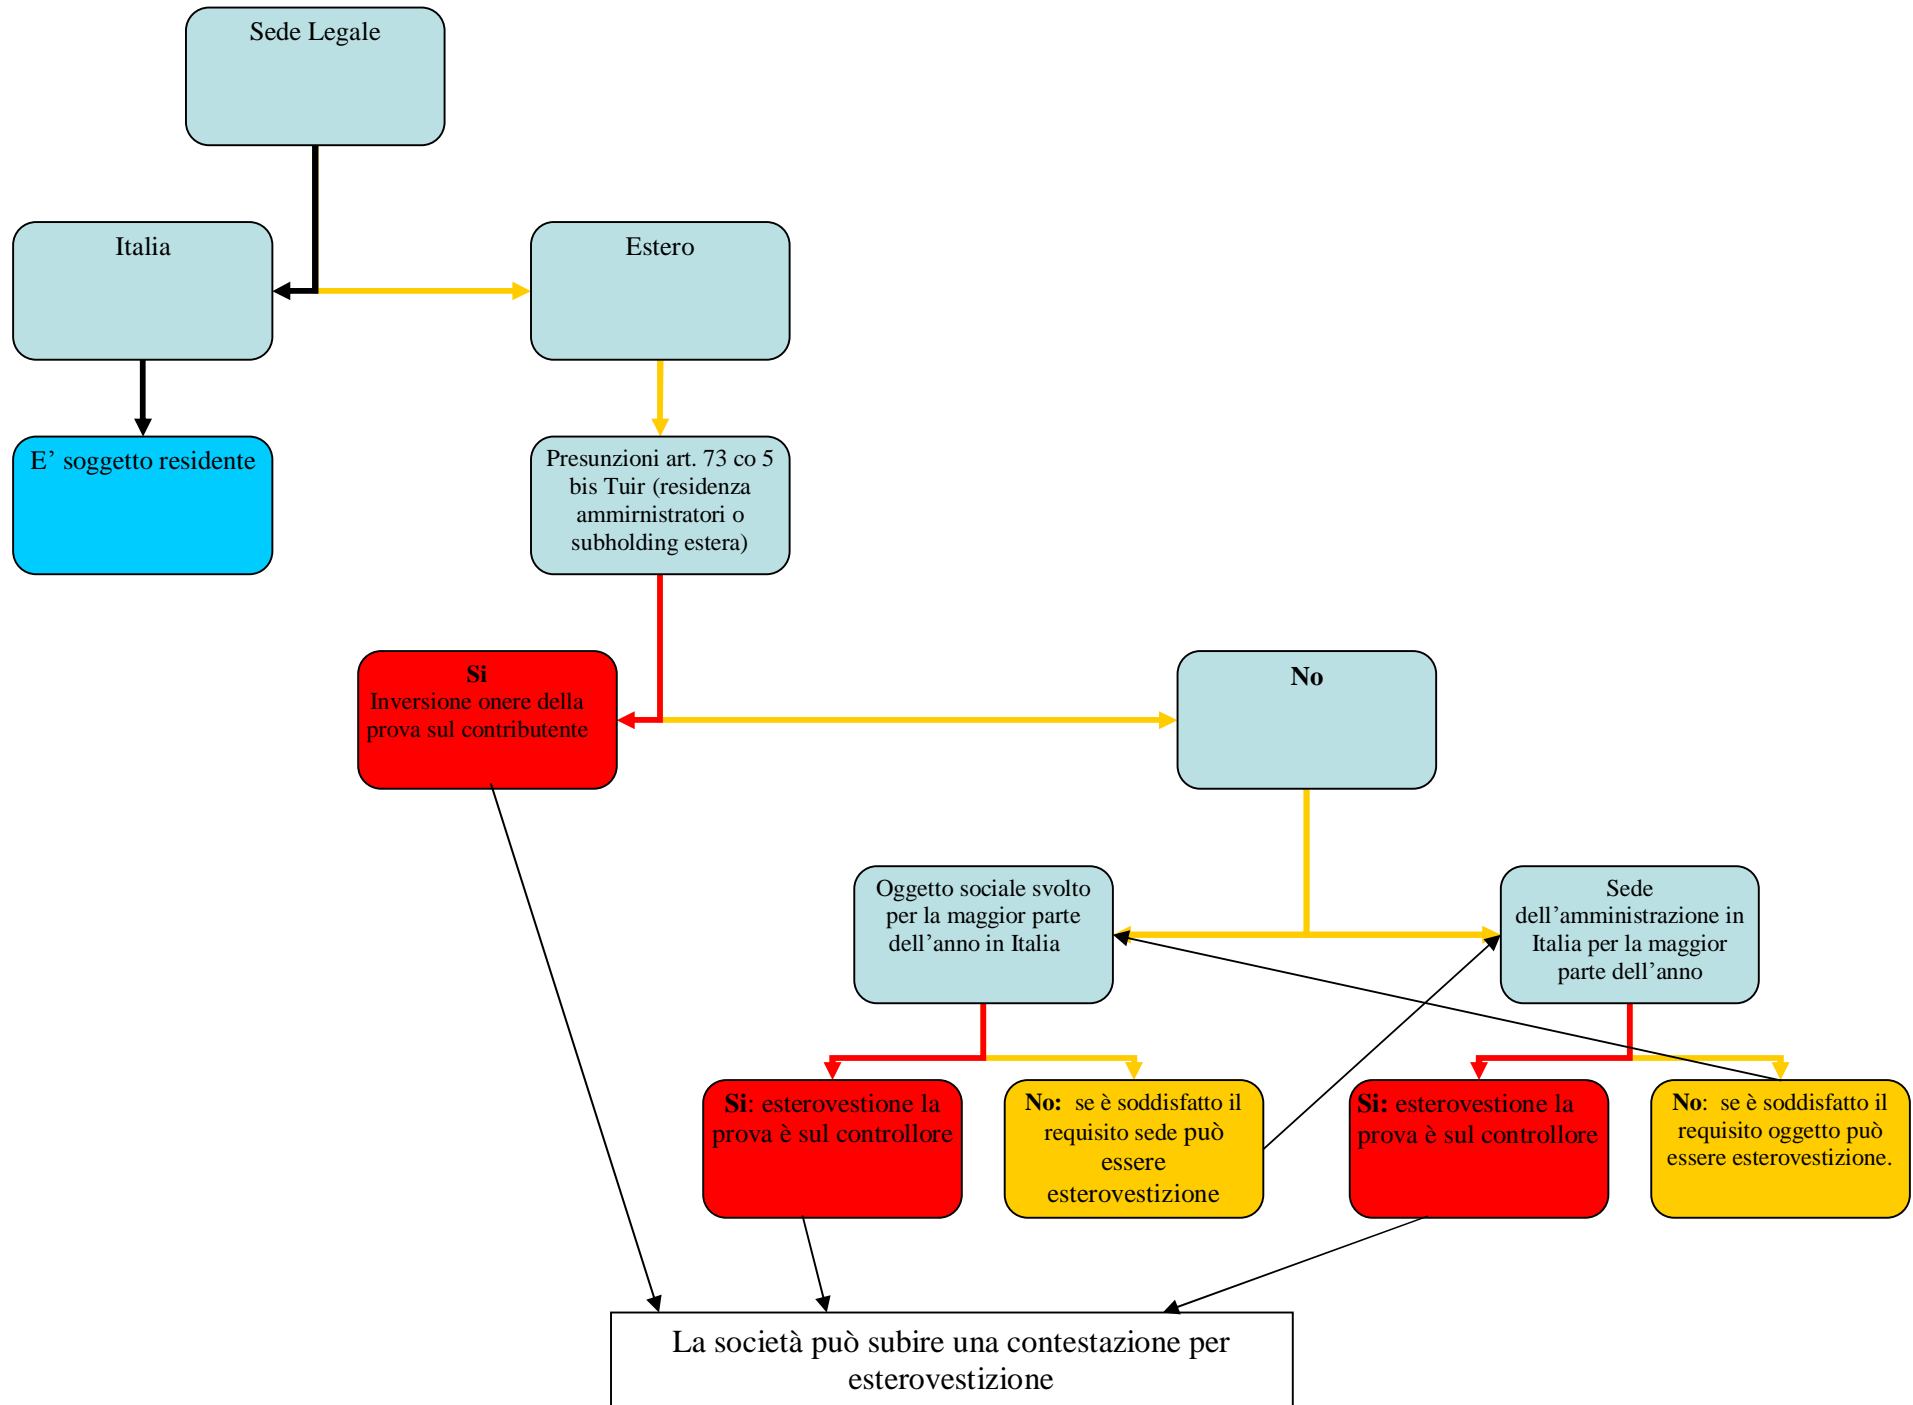 Sede Legale
Italia
Estero
E’ soggetto residente
Presunzioni art. 73 co 5
bis Tuir (residenza
ammirnistratori o
subholding estera)
Si
Inversione onere della
prova sul contributente
No
Oggetto sociale svolto
per la maggior parte
dell’anno in Italia
Sede
dell’amministrazione in
Italia per la maggior
parte dell’anno
Si: esterovestione la
prova è sul controllore
No: se è soddisfatto il
requisito sede può
essere
esterovestizione
Si: esterovestione la
prova è sul controllore
No: se è soddisfatto il
requisito oggetto può
essere esterovestizione.
La società può subire una contestazione per
esterovestizione